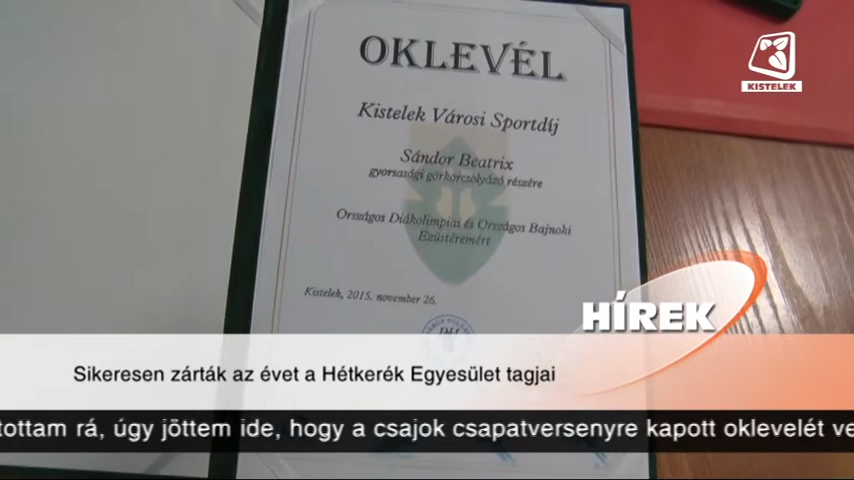 OKLEVÉL
KISTELEK
Kistelek Városi Sportdíj
Sándor Beatrix
gyorsasági görkorcsolyázó részére
Országos Diákolimpiai és Országos Bajnoki
Ezüstéremért
Kistelek, 2015. november 26.
HÍREK
Sikeresen zárták az évet a Hétkerék Egyesület tagjai
tottam rá, úgy jöttem ide, hogy a csajok csapatversenyre kapott oklevelét ve